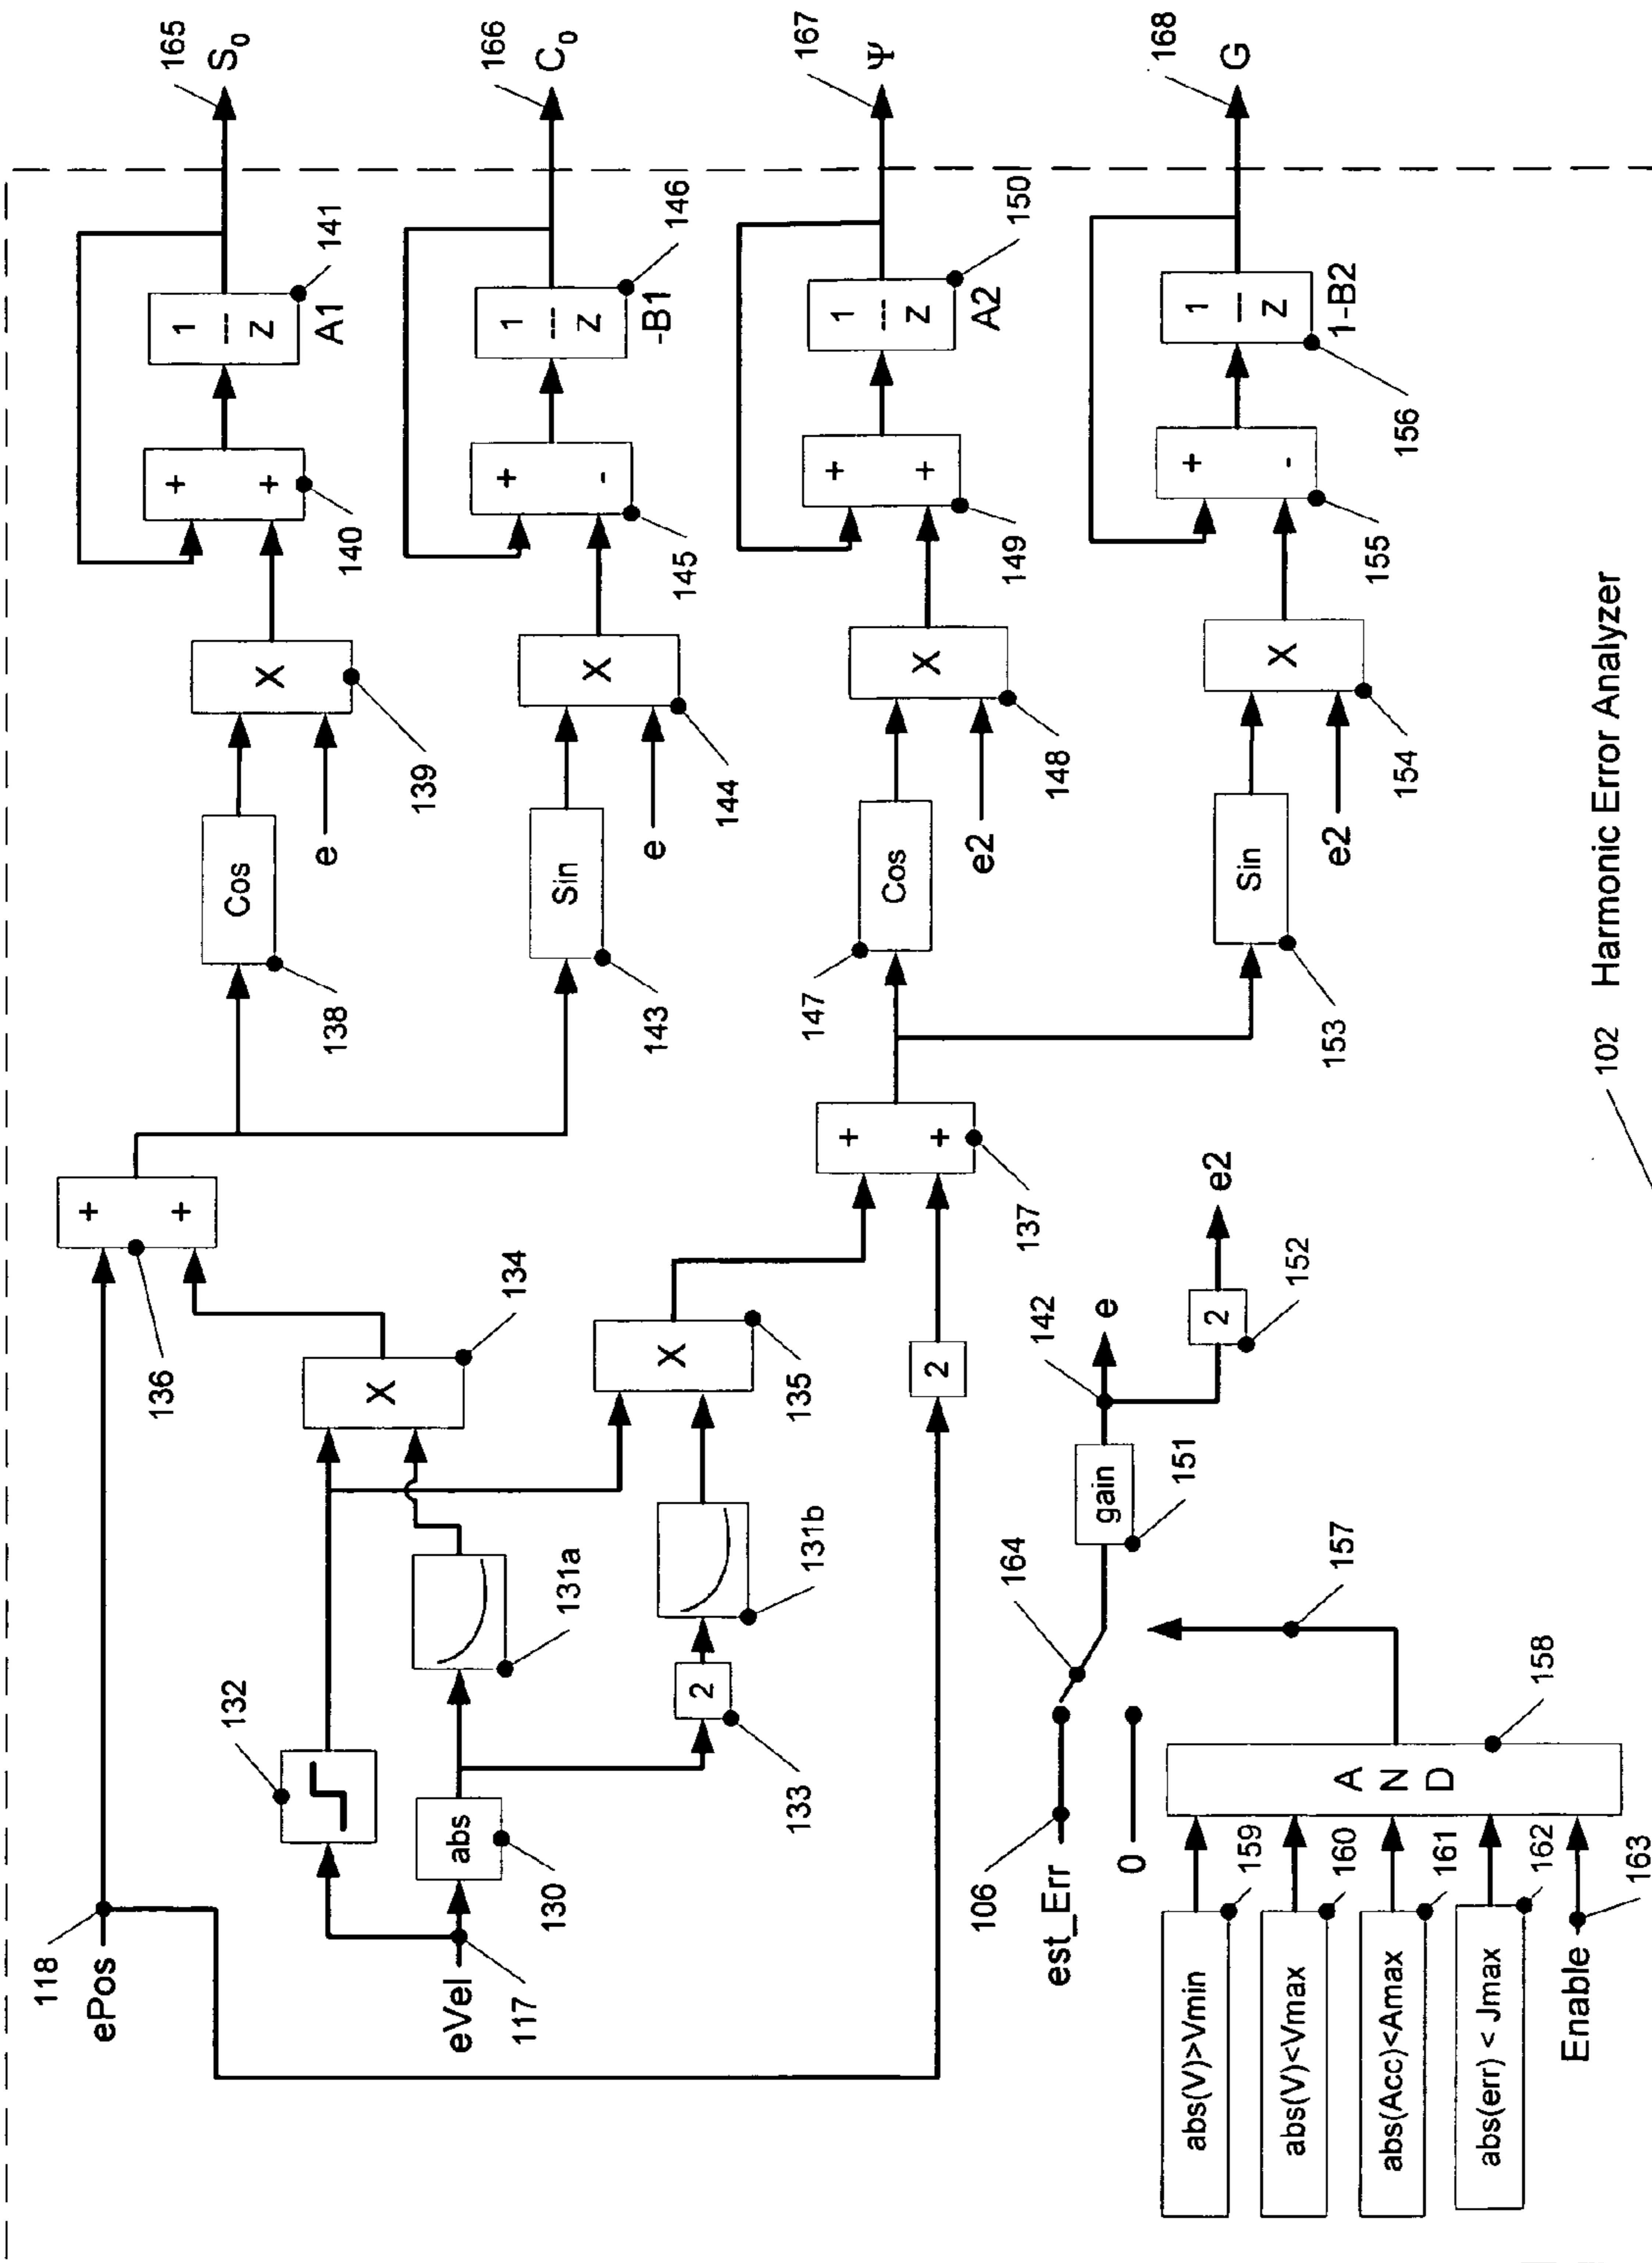 165
S0
166
C0
167
Ψ
168
G
141
1
---
Z
A1
146
1
---
Z
-B1
150
1
---
Z
A2
1
---
Z
1-B2
156
+
+
140
+
-
145
+
+
149
+
-
155
X
139
e
X
144
e
X
148
e2
X
154
e2
Cos
138
Sin
143
Cos
147
Sin
153
+
+
136
+
+
137
X
134
X
135
2
142
e
e2
2
152
gain
151
164
157
131a
131b
132
2
133
abs
130
118
ePos
eVel
117
106
est_Err
0
A
N
D
158
abs(V)>Vmin
159
abs(V)<Vmax
160
abs(Acc)<Amax
161
abs(err) < Jmax
162
Enable
163
102 Harmonic Error Analyzer